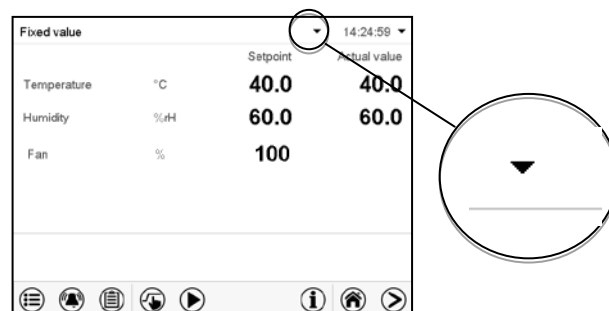 Fixed value 14:24:59
Setpoint Actual value
Temperature °C 40.0 40.0
Humidity %rH 60.0 60.0
Fan % 100